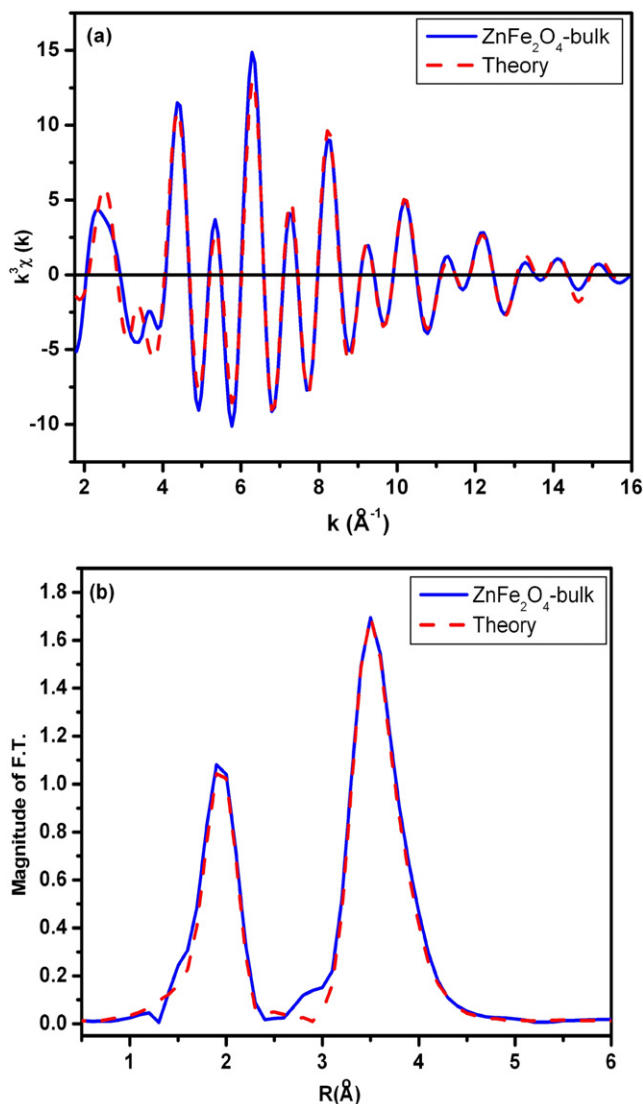 (a)
ZnFe₂O₄-bulk
Theory
15
10
5
0
-5
-10
k³χ (k)
2 4 6 8 10 12 14 16
k (Å⁻¹)
(b)
ZnFe₂O₄-bulk
Theory
1.8
1.6
1.4
1.2
1.0
0.8
0.6
0.4
0.2
0.0
Magnitude of F.T.
1 2 3 4 5 6
R(Å)